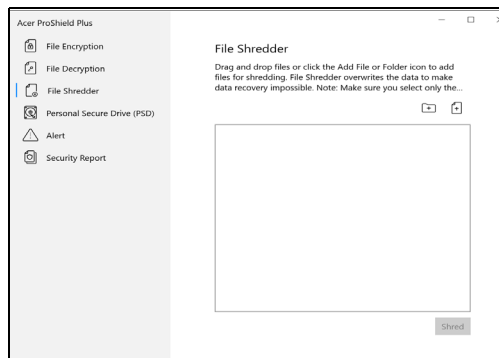 Acer ProShield Plus
File Encryption
File Decryption
File Shredder
Personal Secure Drive (PSD)
Alert
Security Report
File Shredder
Drag and drop files or click the Add File or Folder icon to add
files for shredding. File Shredder overwrites the data to make
data recovery impossible. Note: Make sure you select only the...
Shred